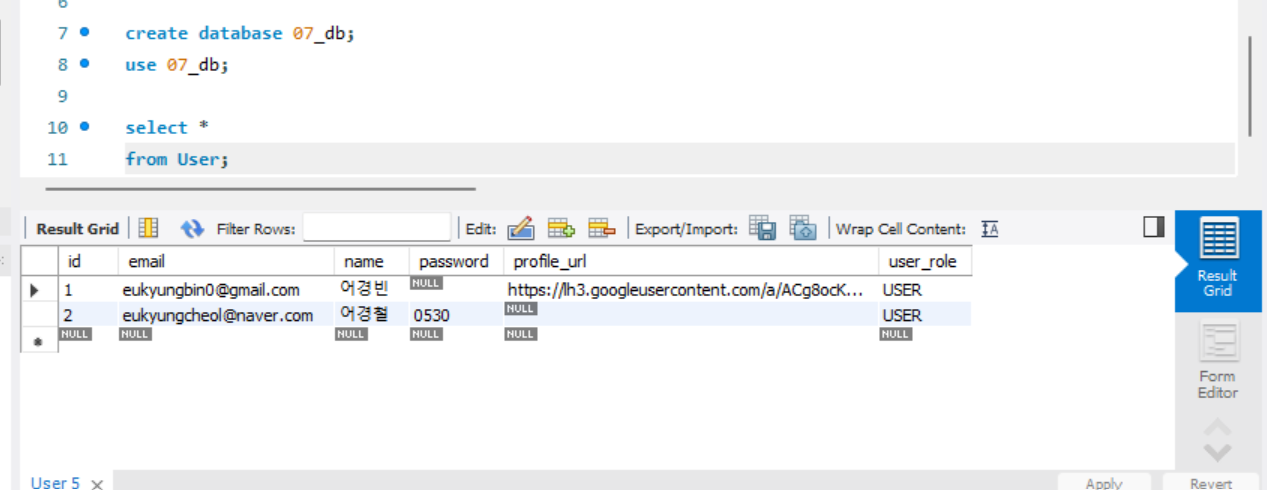 6
7 create database 07_db;
8 use 07_db;
9
10 select *
11 from User;
Result Grid Filter Rows: Edit: Export/Import: Wrap Cell Content: IA
id email name password profile_url user_role
1 eukyungbin0@gmail.com 어경빈 NULL https://lh3.googleusercontent.com/a/ACg8ocK... USER
2 eukyungcheol@naver.com 어경철 0530 NULL USER
NULL NULL NULL NULL NULL NULL
Result
Grid
Form
Editor
User 5 Apply Revert